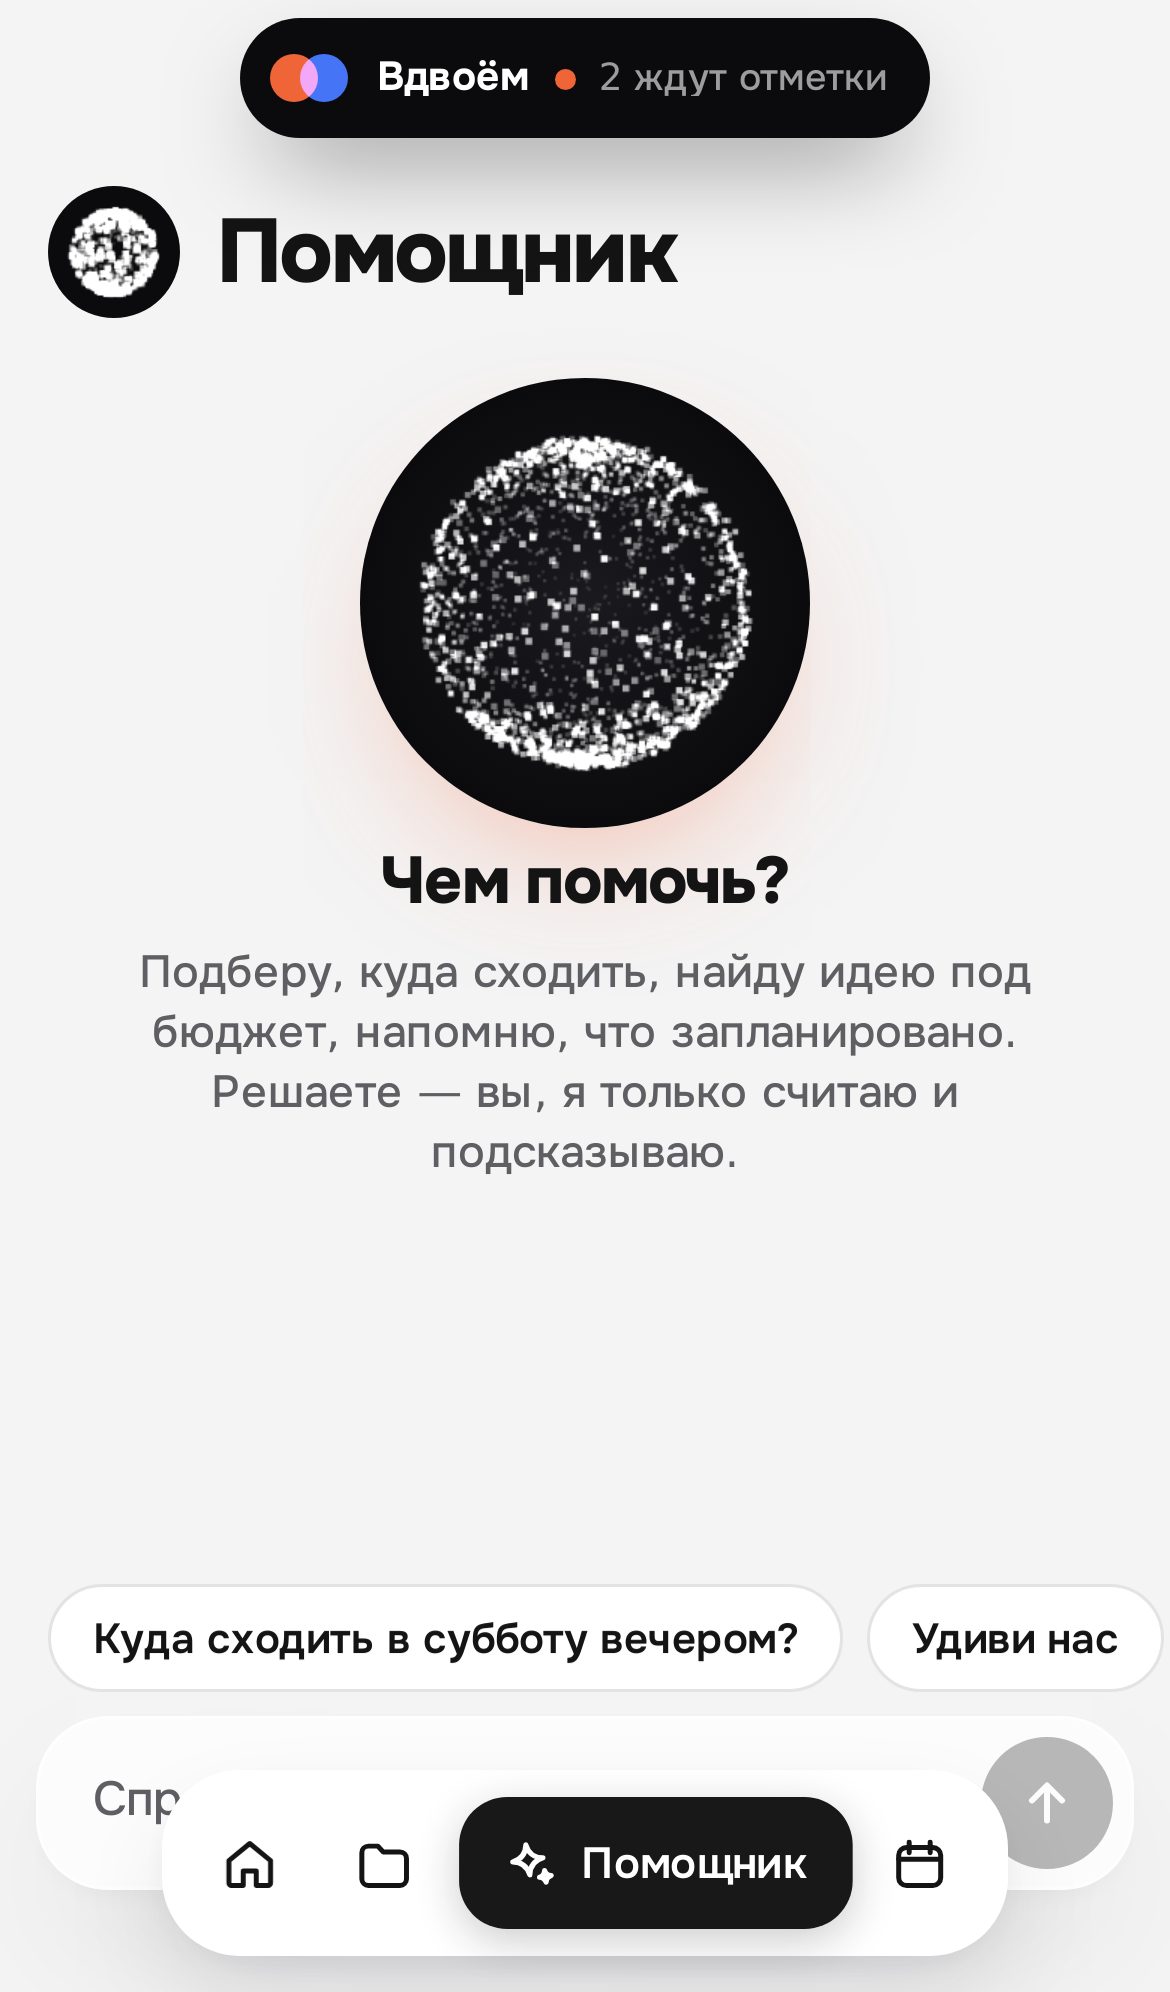 Вдвоём 2 ждут отметки
Помощник
Чем помочь?
Подберу, куда сходить, найду идею под
бюджет, напомню, что запланировано.
Решаете — вы, я только считаю и
подсказываю.
Куда сходить в субботу вечером? Удиви нас
Спр
Помощник